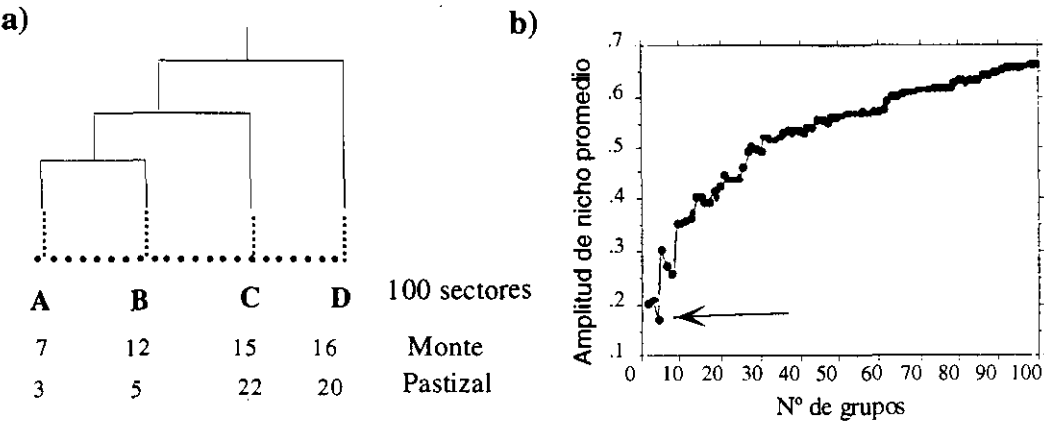 a)
A B C D 100 sectores
7 12 15 16 Monte
3 5 22 20 Pastizal
b)
Amplitud de nicho promedio
.7
.6
.5
.4
.3
.2
.1
0 10 20 30 40 50 60 70 80 90 100
Nº de grupos